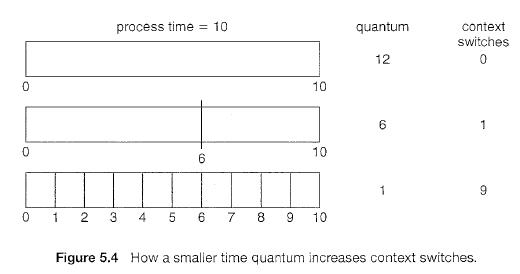 process time = 10 quantum context
switches
12 0
0 10
6 1
0 6 10
1 9
0 1 2 3 4 5 6 7 8 9 10
Figure 5.4 How a smaller time quantum increases context switches.